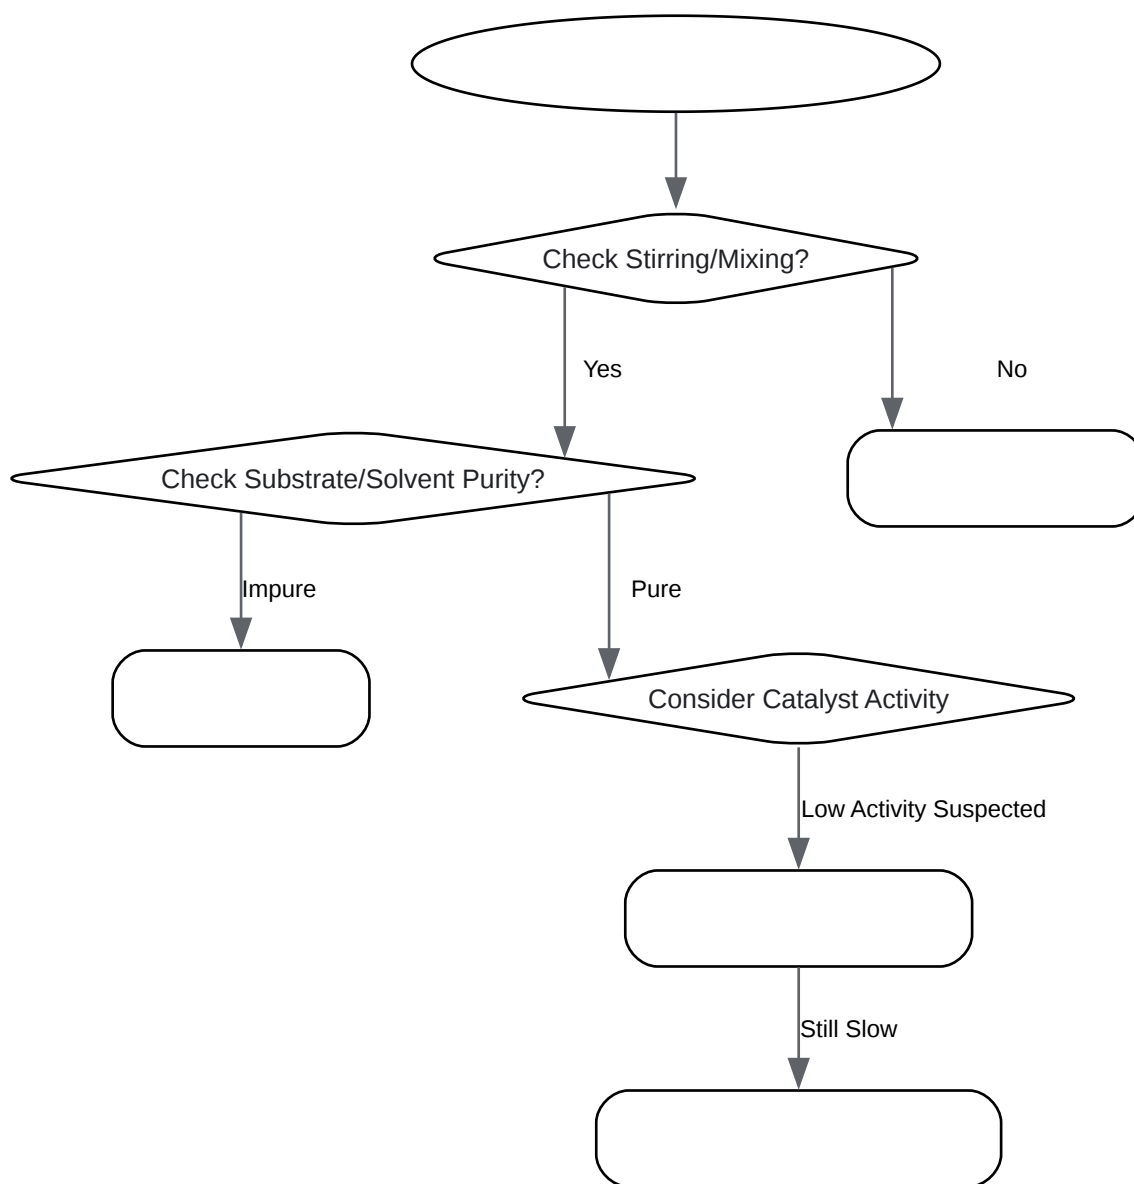 Check Stirring/Mixing?
Yes
No
Check Substrate/Solvent Purity?
Impure
Pure
Consider Catalyst Activity
Low Activity Suspected
Still Slow